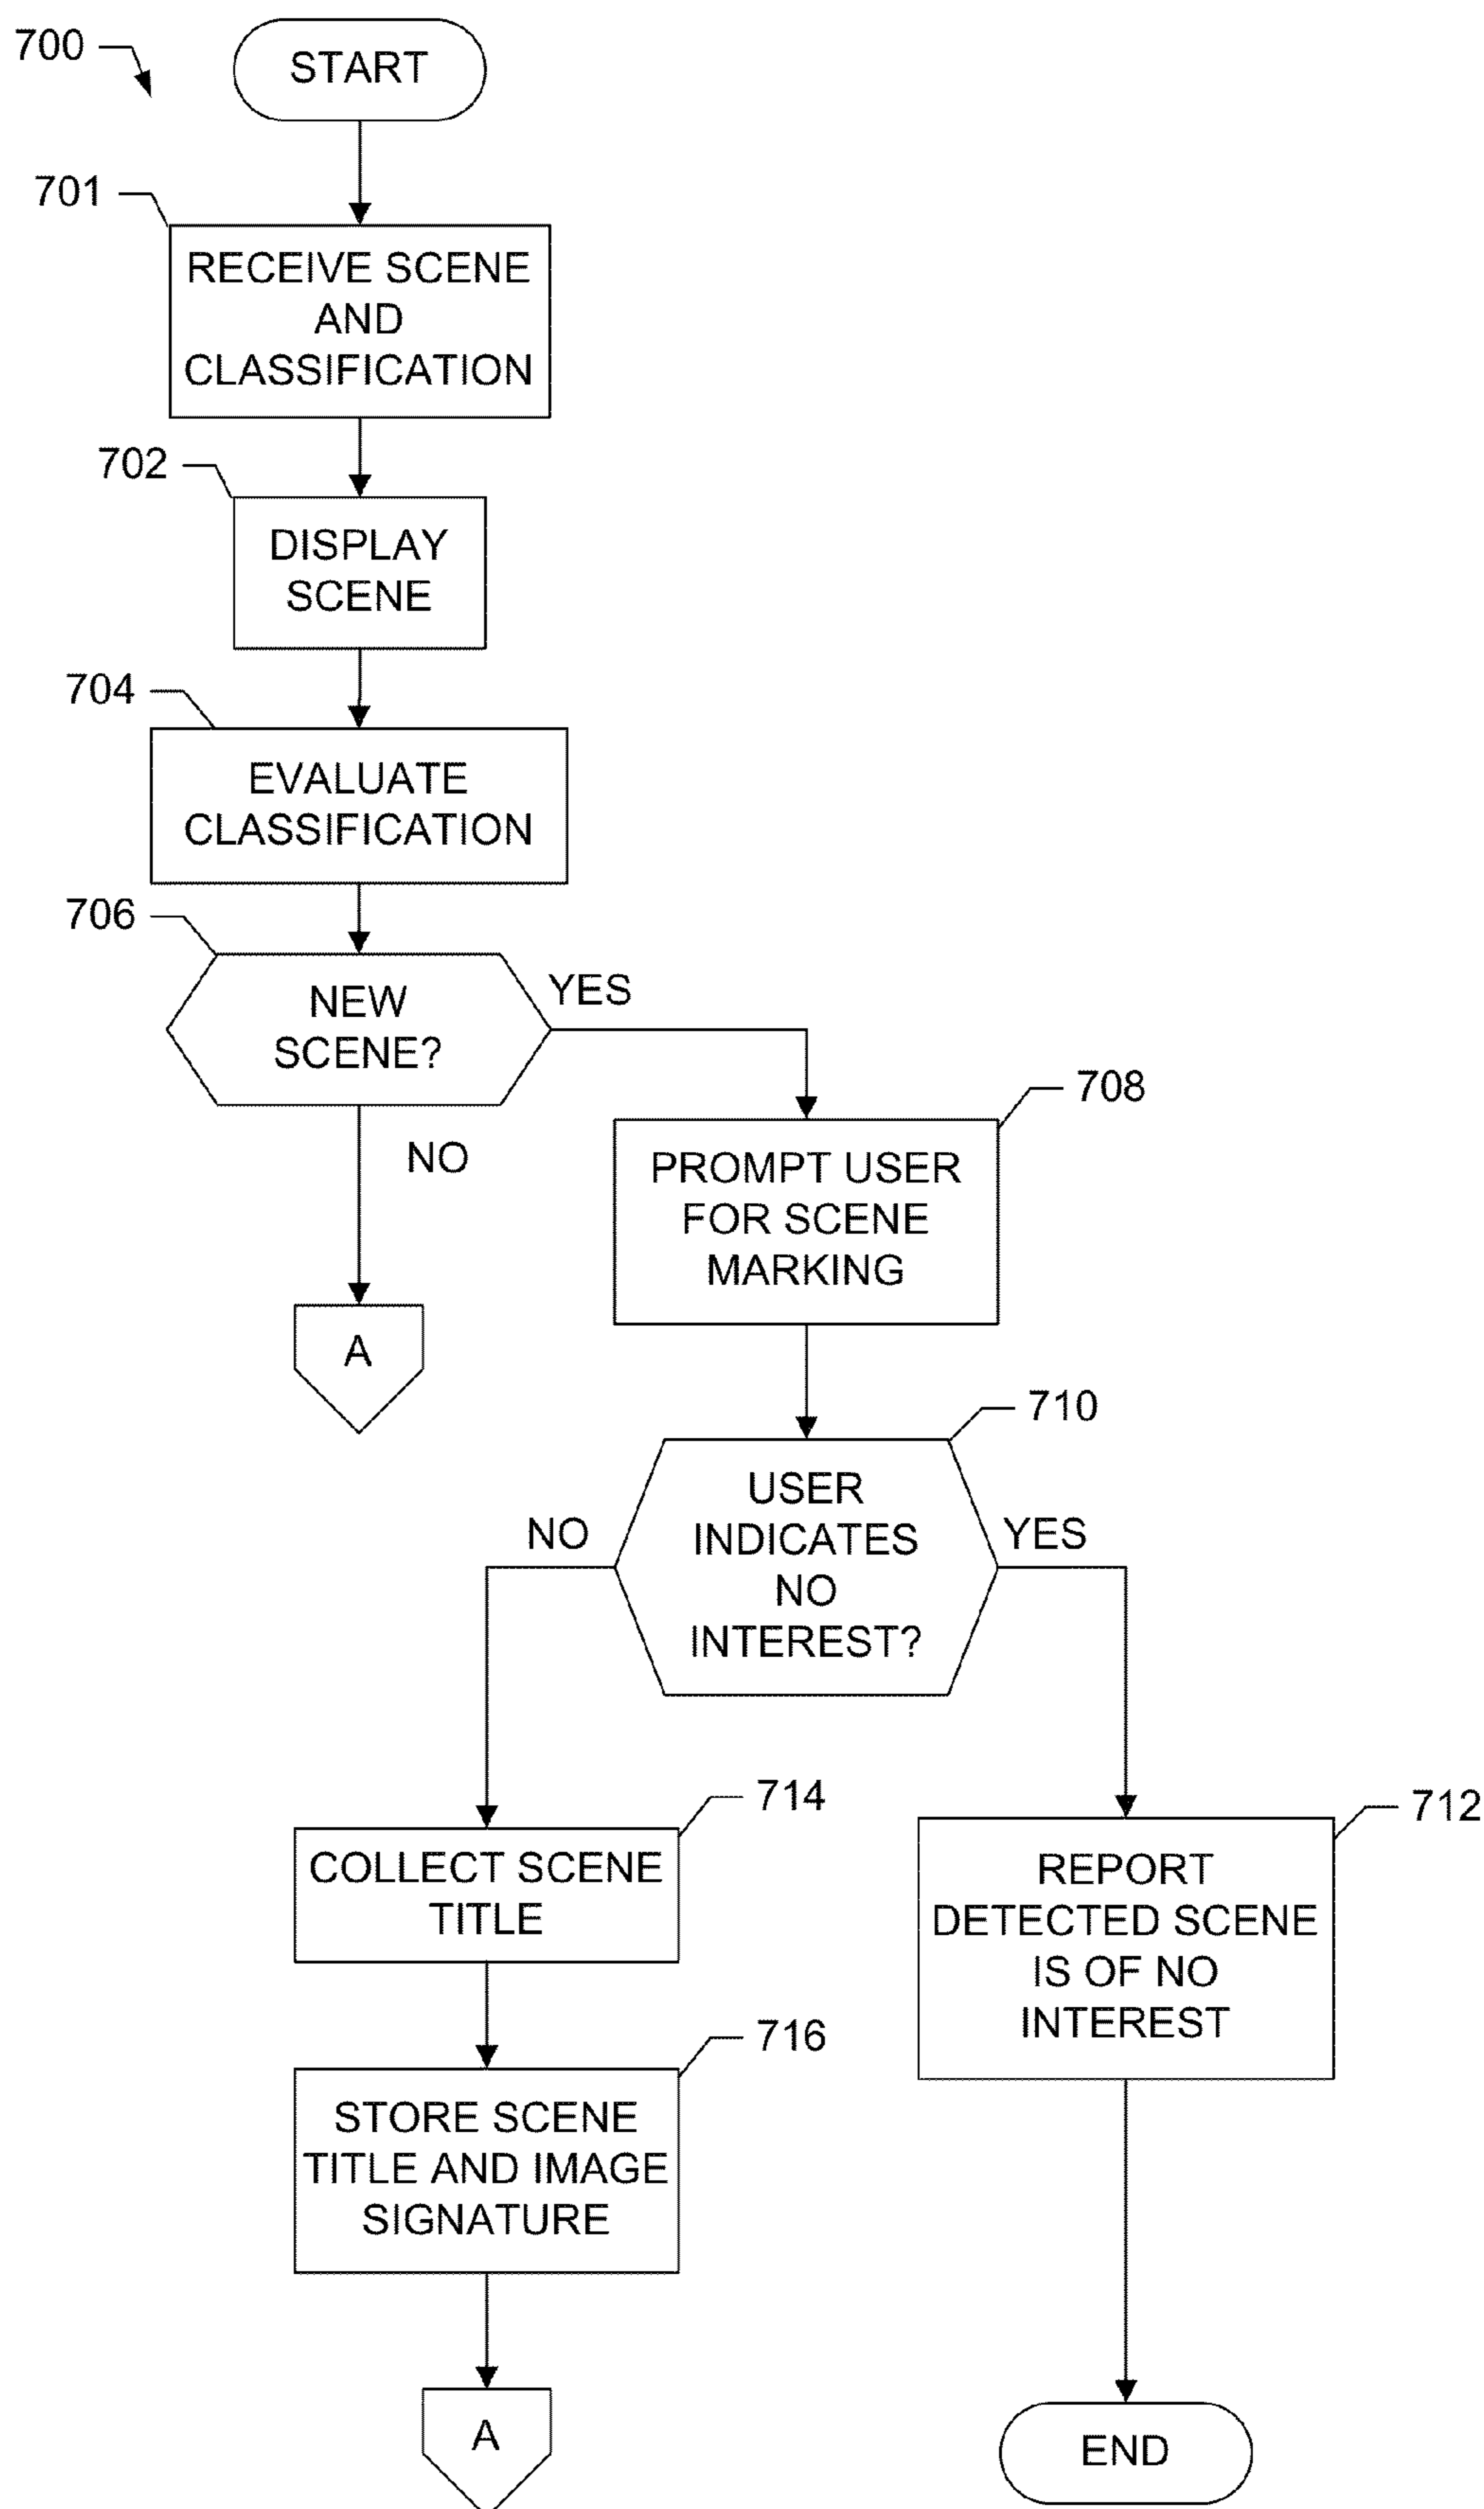 700
START
701
RECEIVE SCENE
AND
CLASSIFICATION
702
DISPLAY
SCENE
704
EVALUATE
CLASSIFICATION
706
NEW
SCENE?
YES
NO
708
PROMPT USER
FOR SCENE
MARKING
A
710
USER
INDICATES
NO
INTEREST?
NO
YES
714
COLLECT SCENE
TITLE
712
REPORT
DETECTED SCENE
IS OF NO
INTEREST
716
STORE SCENE
TITLE AND IMAGE
SIGNATURE
A
END